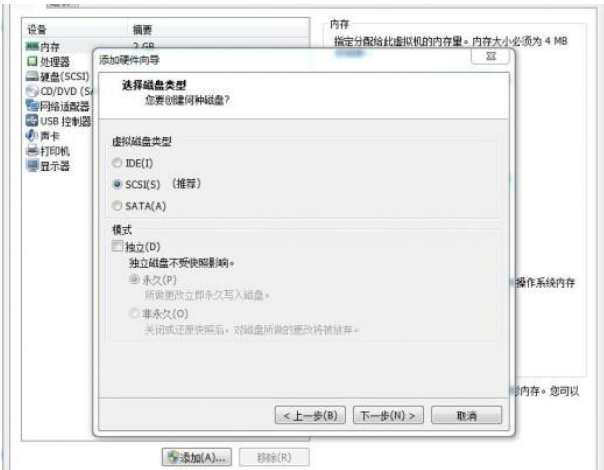 设备
摘要
内存
2 GB
处理器
硬盘(SCSI)
CD/DVD (SA
网络适配器
USB 控制器
声卡
打印机
显示器
内存
指定分配给此虚拟机的内存量。内存大小必须为 4 MB
添加硬件向导
选择磁盘类型
您要创建何种磁盘?
虚拟磁盘类型
IDE(I)
SCSI(S) (推荐)
SATA(A)
模式
独立(D)
独立磁盘不受快照影响。
永久(P)
所做更改立即永久写入磁盘。
非永久(O)
关闭或还原快照后，对磁盘所做的更改将被放弃。
操作系统内存
内存。您可以
< 上一步(B)
下一步(N) >
取消
添加(A)...
移除(R)